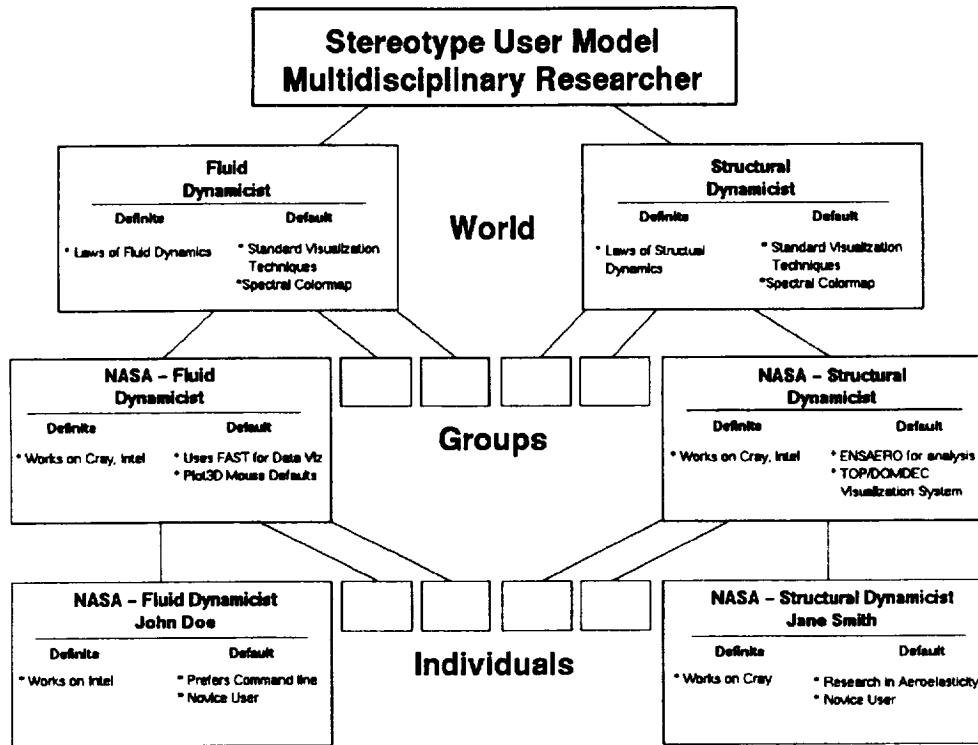 Stereotype User Model
Multidisciplinary Researcher
Fluid
Dynamicist
Definite
Default
* Laws of Fluid Dynamics
* Standard Visualization
Techniques
*Spectral Colormap
World
Structural
Dynamicist
Definite
Default
* Laws of Structual
Dynamics
* Standard Visualization
Techniques
*Spectral Colormap
NASA – Fluid
Dynamicist
Definite
Default
* Works on Cray, Intel
* Uses FAST for Data Viz
* Plot3D Mouse Defaults
Groups
NASA – Structural
Dynamicist
Definite
Default
* Works on Cray, Intel
* ENSAERO for analysis
* TOP/DOMDEC
Visualization System
NASA – Fluid Dynamicist
John Doe
Definite
Default
* Works on Intel
* Prefers Command line
* Novice User
Individuals
NASA – Structural Dynamicist
Jane Smith
Definite
Default
* Works on Cray
* Research in Aeroelasticity
* Novice User